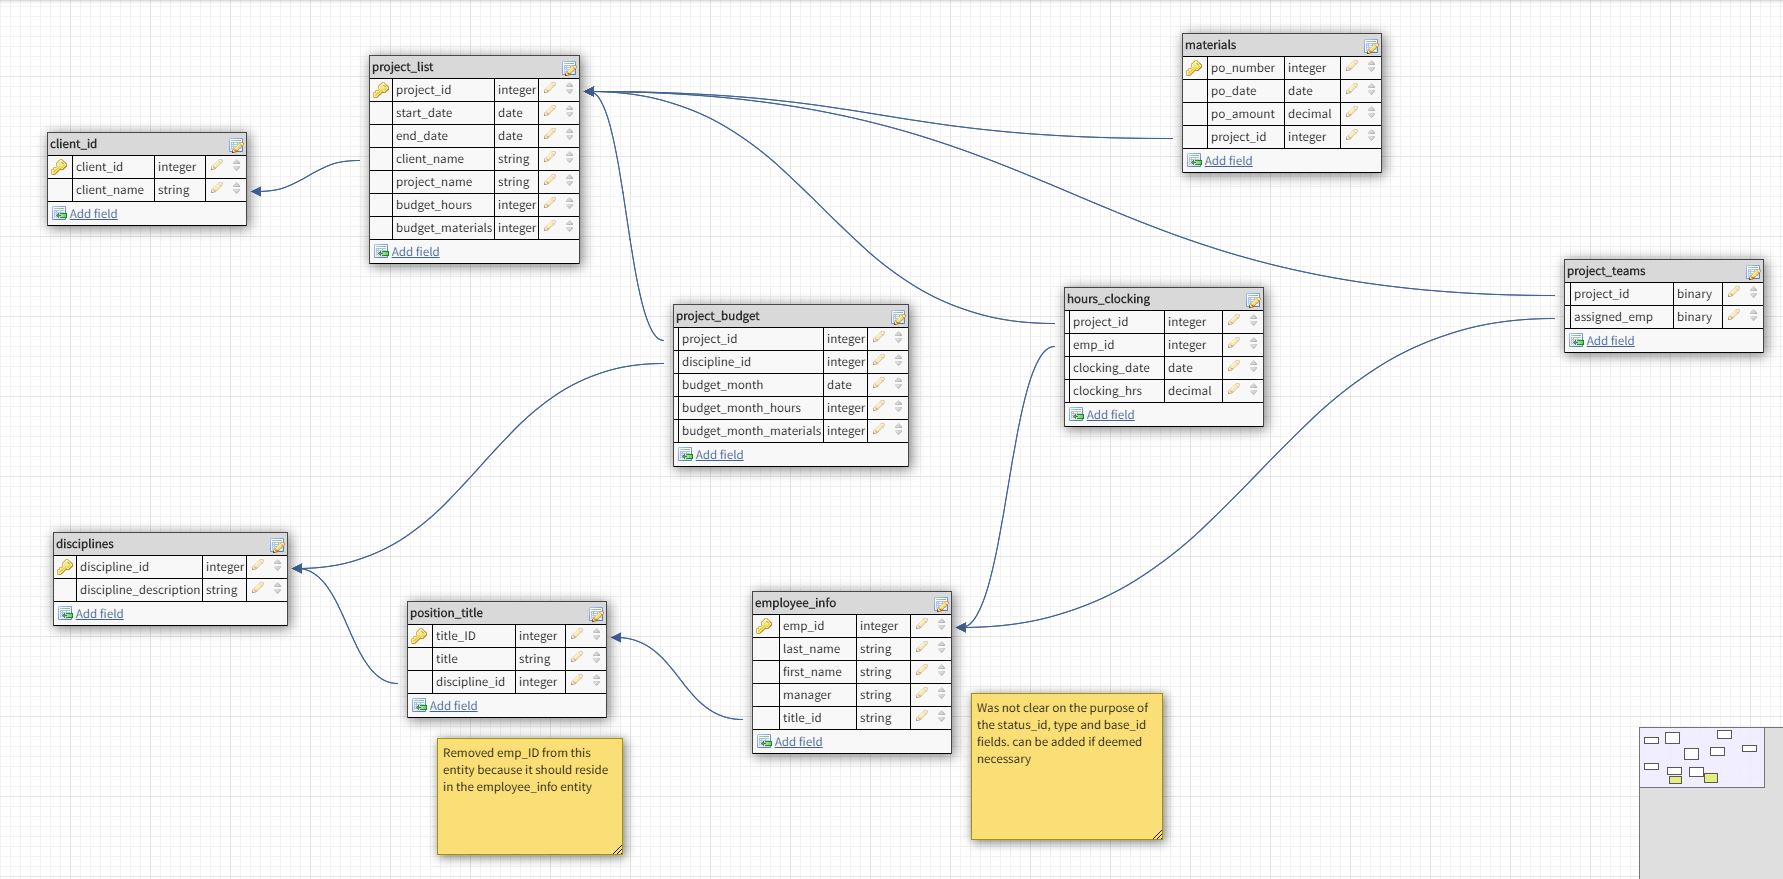 client_id
client_id integer
client_name string
Add field
project_list
project_id integer
start_date date
end_date date
client_name string
project_name string
budget_hours integer
budget_materials integer
Add field
materials
po_number integer
po_date date
po_amount decimal
project_id integer
Add field
project_budget
project_id integer
discipline_id integer
budget_month date
budget_month_hours integer
budget_month_materials integer
Add field
hours_clocking
project_id integer
emp_id integer
clocking_date date
clocking_hrs decimal
Add field
project_teams
project_id binary
assigned_emp binary
Add field
disciplines
discipline_id integer
discipline_description string
Add field
position_title
title_ID integer
title string
discipline_id integer
Add field
Removed emp_ID from this
entity because it should reside
in the employee_info entity
employee_info
emp_id integer
last_name string
first_name string
manager string
title_id string
Add field
Was not clear on the purpose of
the status_id, type and base_id
fields. can be added if deemed
necessary